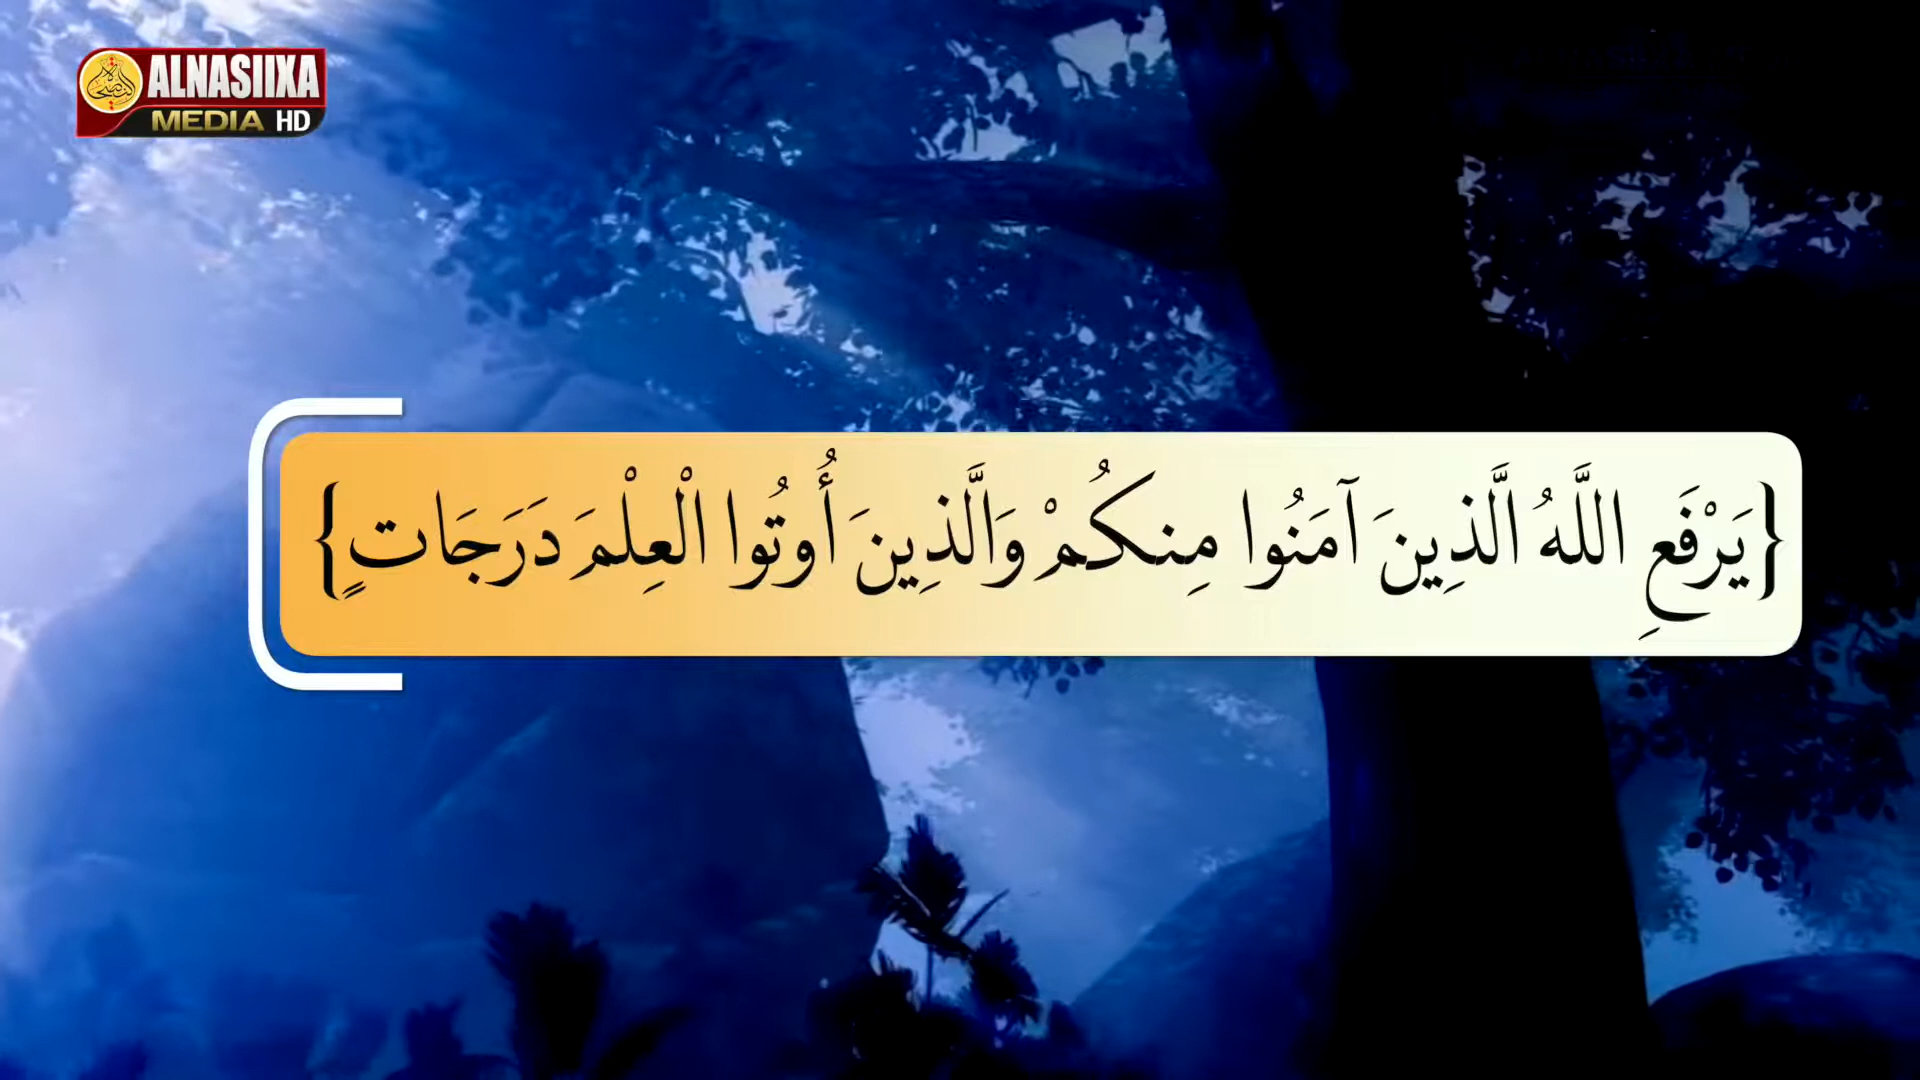 ALNASIIXA
MEDIA HD
{يَرْفَعِ اللَّهُ الَّذِينَ آمَنُوا مِنكُمْ وَالَّذِينَ أُوتُوا الْعِلْمَ دَرَجَاتٍ}